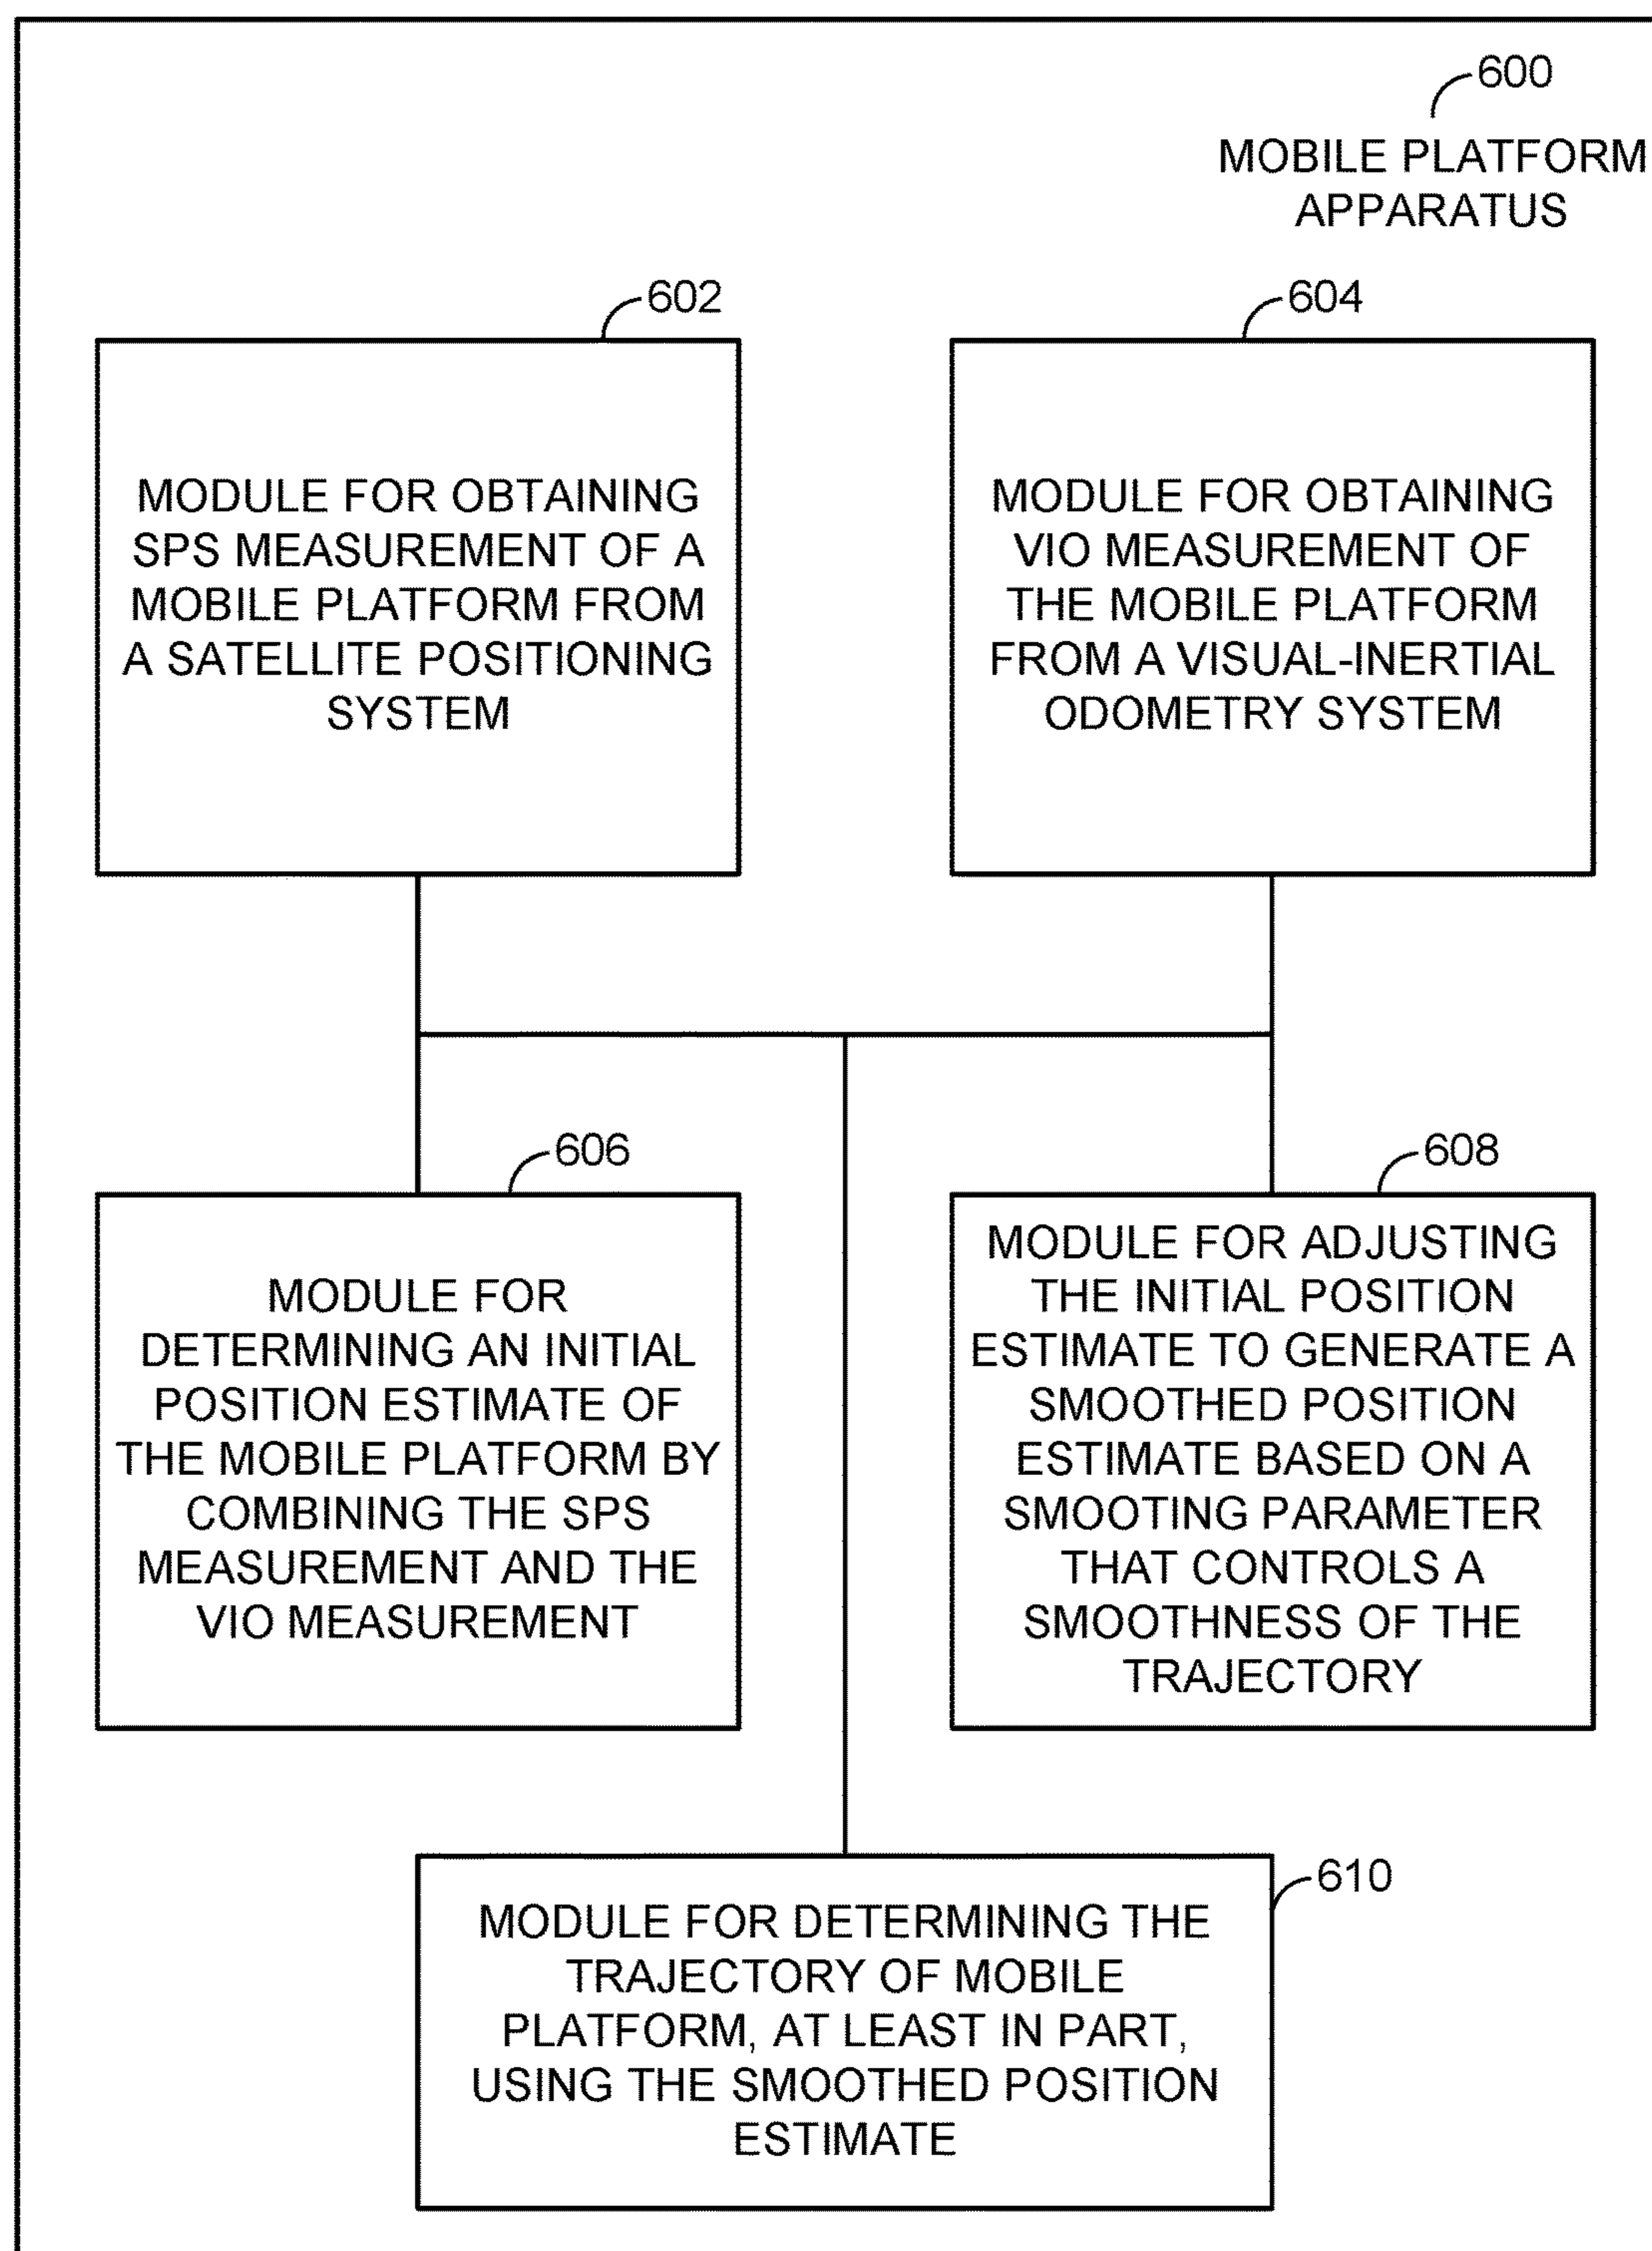 600
MOBILE PLATFORM
APPARATUS
602
MODULE FOR OBTAINING
SPS MEASUREMENT OF A
MOBILE PLATFORM FROM
A SATELLITE POSITIONING
SYSTEM
604
MODULE FOR OBTAINING
VIO MEASUREMENT OF
THE MOBILE PLATFORM
FROM A VISUAL-INERTIAL
ODOMETRY SYSTEM
606
MODULE FOR
DETERMINING AN INITIAL
POSITION ESTIMATE OF
THE MOBILE PLATFORM BY
COMBINING THE SPS
MEASUREMENT AND THE
VIO MEASUREMENT
608
MODULE FOR ADJUSTING
THE INITIAL POSITION
ESTIMATE TO GENERATE A
SMOOTHED POSITION
ESTIMATE BASED ON A
SMOOTING PARAMETER
THAT CONTROLS A
SMOOTHNESS OF THE
TRAJECTORY
610
MODULE FOR DETERMINING THE
TRAJECTORY OF MOBILE
PLATFORM, AT LEAST IN PART,
USING THE SMOOTHED POSITION
ESTIMATE